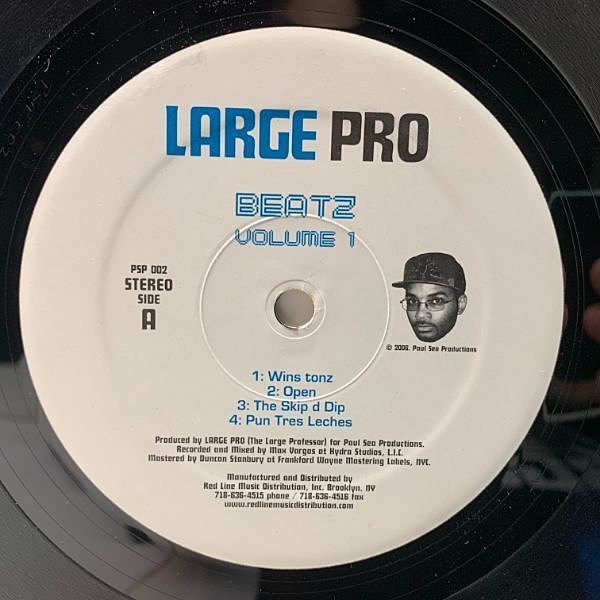 LARGE PRO
BEATZ
VOLUME 1
PSP 002
STEREO
SIDE
A
© 2006. Paul Sea Productions
1: Wins tonz
2: Open
3: The Skip d Dip
4: Pun Tres Leches
Produced by LARGE PRO (The Large Professor) for Paul Sea Productions.
Recorded and Mixed by Max Vargas at Hydra Studios, L.I.C.
Mastered by Duncan Stanbury at Frankford Wayne Mastering Labels, NYC.
Manufactured and Distributed by
Red Line Music Distribution, Inc. Brooklyn, NY
718-636-4515 phone / 718-636-4516 fax
www.redlinemusicdistribution.com